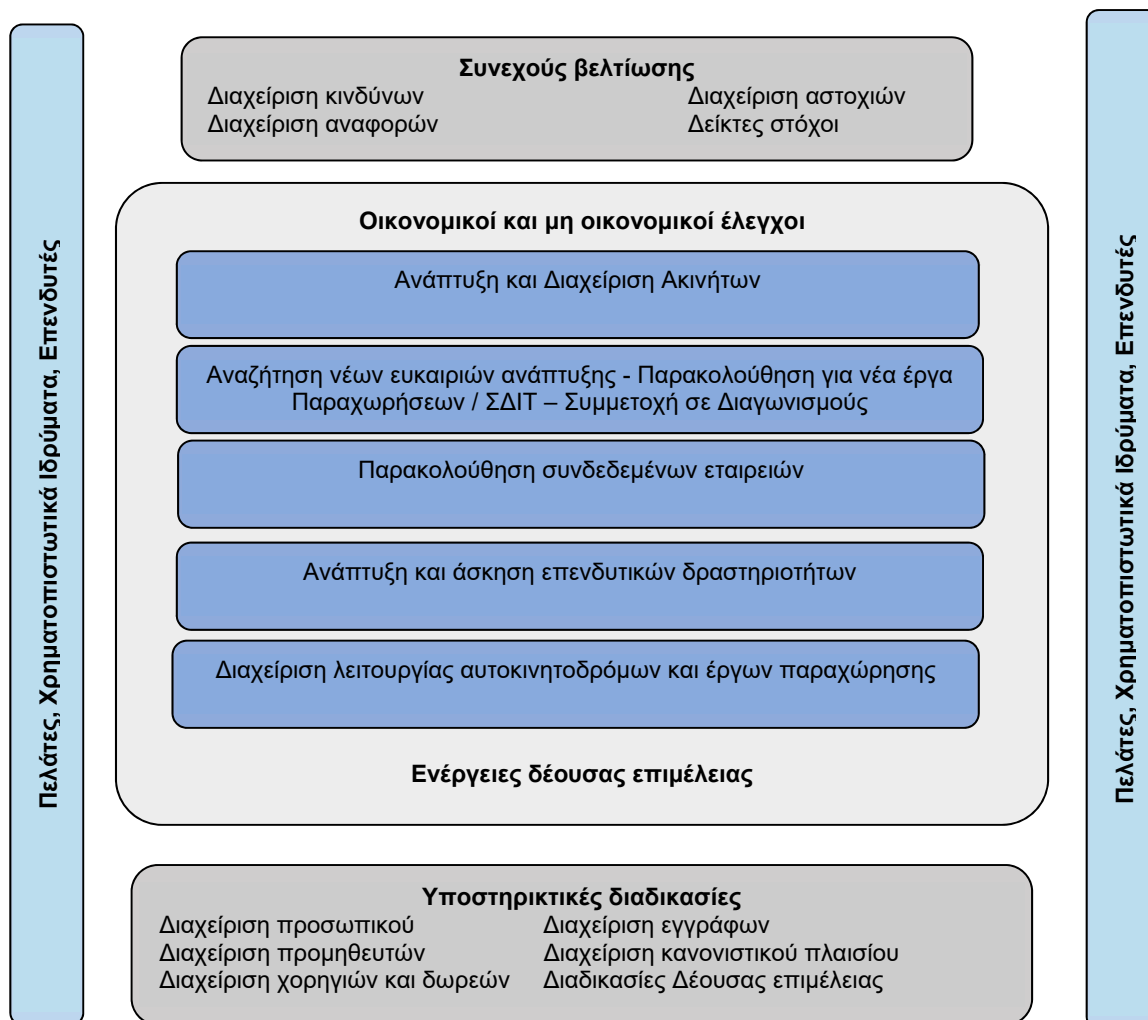 Πελάτες, Χρηματοπιστωτικά Ιδρύματα, Επενδυτές
Συνεχούς βελτίωσης
Διαχείριση κινδύνων Διαχείριση αστοχιών
Διαχείριση αναφορών Δείκτες στόχοι
Οικονομικοί και μη οικονομικοί έλεγχοι
Ανάπτυξη και Διαχείριση Ακινήτων
Αναζήτηση νέων ευκαιριών ανάπτυξης - Παρακολούθηση για νέα έργα
Παραχωρήσεων / ΣΔΙΤ – Συμμετοχή σε Διαγωνισμούς
Παρακολούθηση συνδεδεμένων εταιρειών
Ανάπτυξη και άσκηση επενδυτικών δραστηριοτήτων
Διαχείριση λειτουργίας αυτοκινητοδρόμων και έργων παραχώρησης
Ενέργειες δέουσας επιμέλειας
Υποστηρικτικές διαδικασίες
Διαχείριση προσωπικού Διαχείριση εγγράφων
Διαχείριση προμηθευτών Διαχείριση κανονιστικού πλαισίου
Διαχείριση χορηγιών και δωρεών Διαδικασίες Δέουσας επιμέλειας
Πελάτες, Χρηματοπιστωτικά Ιδρύματα, Επενδυτές